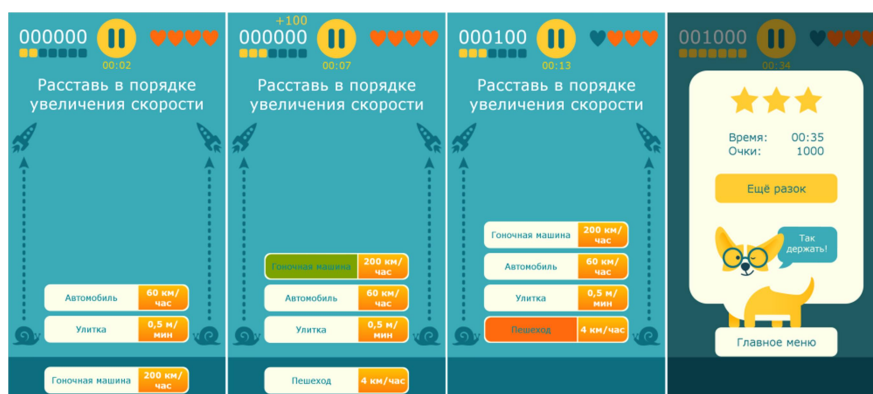 000000
00:02
Расставь в порядке
увеличения скорости
Автомобиль
60 км/
час
Улитка
0,5 м/
мин
Гоночная машина
200 км/
час
+100
000000
00:07
Расставь в порядке
увеличения скорости
Гоночная машина
200 км/
час
Автомобиль
60 км/
час
Улитка
0,5 м/
мин
Пешеход
4 км/час
000100
00:13
Расставь в порядке
увеличения скорости
Гоночная машина
200 км/
час
Автомобиль
60 км/
час
Улитка
0,5 м/
мин
Пешеход
4 км/час
001000
00:34
Время: 00:35
Очки: 1000
Ещё разок
Так
держать!
Главное меню